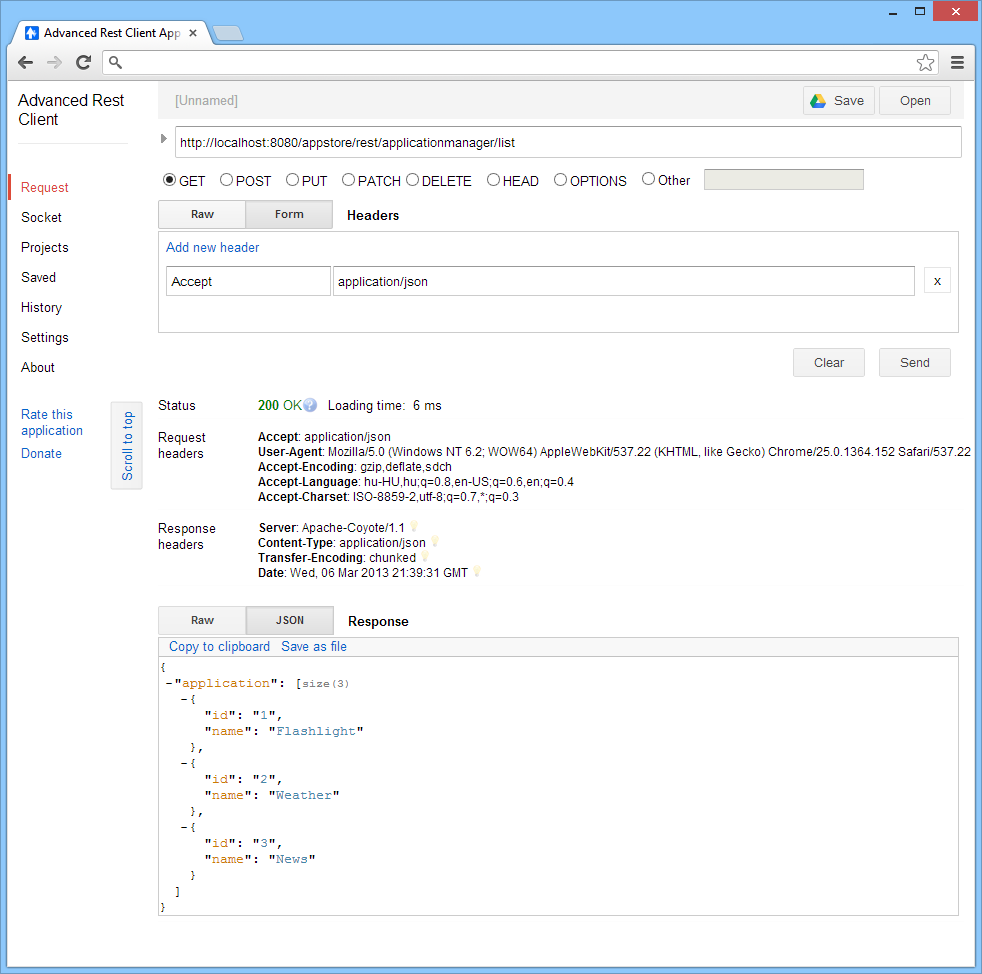 Advanced Rest Client App
Advanced Rest
Client
[Unnamed]
Save
Open
http://localhost:8080/appstore/rest/applicationmanager/list
GET POST PUT PATCH DELETE HEAD OPTIONS Other
Raw Form Headers
Request
Socket
Projects
Saved
History
Settings
About
Rate this
application
Donate
Scroll to top
Add new header
Accept application/json x
Clear Send
Status 200 OK Loading time: 6 ms
Request
headers
Accept: application/json
User-Agent: Mozilla/5.0 (Windows NT 6.2; WOW64) AppleWebKit/537.22 (KHTML, like Gecko) Chrome/25.0.1364.152 Safari/537.22
Accept-Encoding: gzip,deflate,sdch
Accept-Language: hu-HU,hu;q=0.8,en-US;q=0.6,en;q=0.4
Accept-Charset: ISO-8859-2,utf-8;q=0.7,*;q=0.3
Response
headers
Server: Apache-Coyote/1.1
Content-Type: application/json
Transfer-Encoding: chunked
Date: Wed, 06 Mar 2013 21:39:31 GMT
Raw JSON Response
Copy to clipboard Save as file
{
-"application": [size(3)
-{
"id": "1",
"name": "Flashlight"
},
-{
"id": "2",
"name": "Weather"
},
-{
"id": "3",
"name": "News"
}
]
}